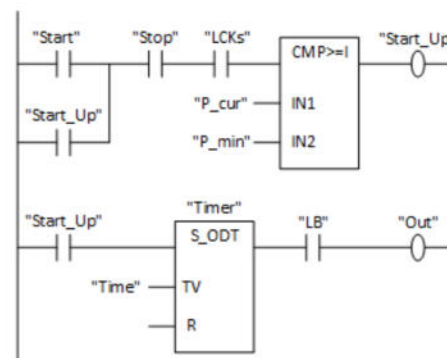 "Start" "Stop" "LCKs" "Start_Up"
CMP>=I
"P_cur" IN1
"Start_Up"
"P_min" IN2
"Timer"
"Start_Up" "LB" "Out"
S_ODT
"Time" TV
R